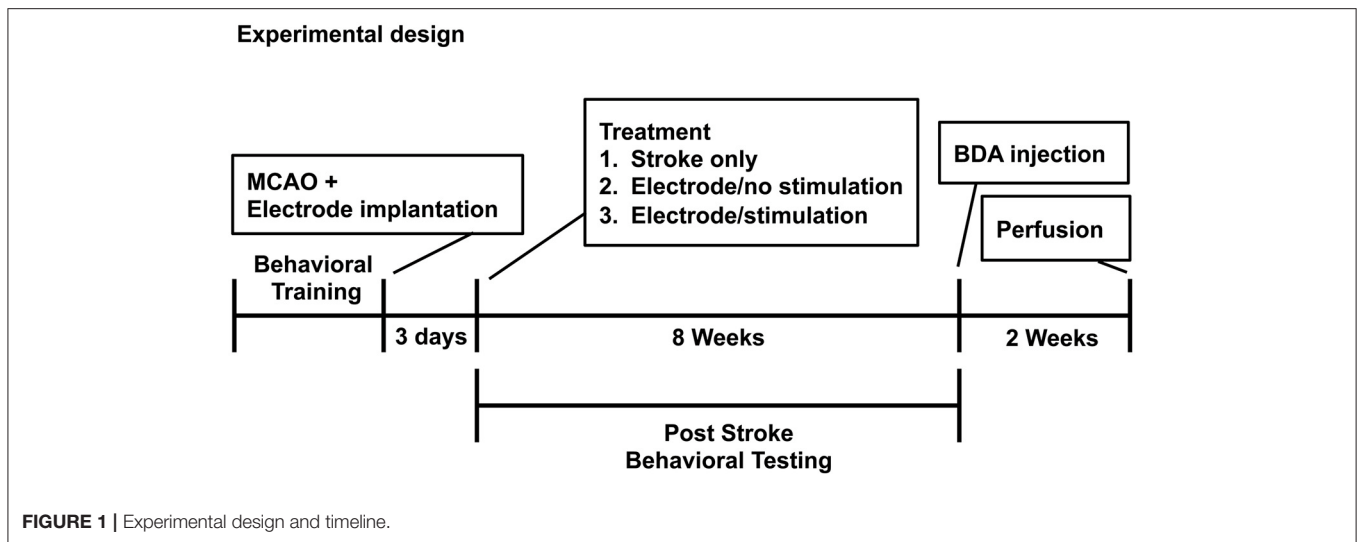 Experimental design
MCAO +
Electrode implantation
Treatment
1. Stroke only
2. Electrode/no stimulation
3. Electrode/stimulation
BDA injection
Perfusion
Behavioral
Training
3 days
8 Weeks
2 Weeks
Post Stroke
Behavioral Testing
FIGURE 1 | Experimental design and timeline.